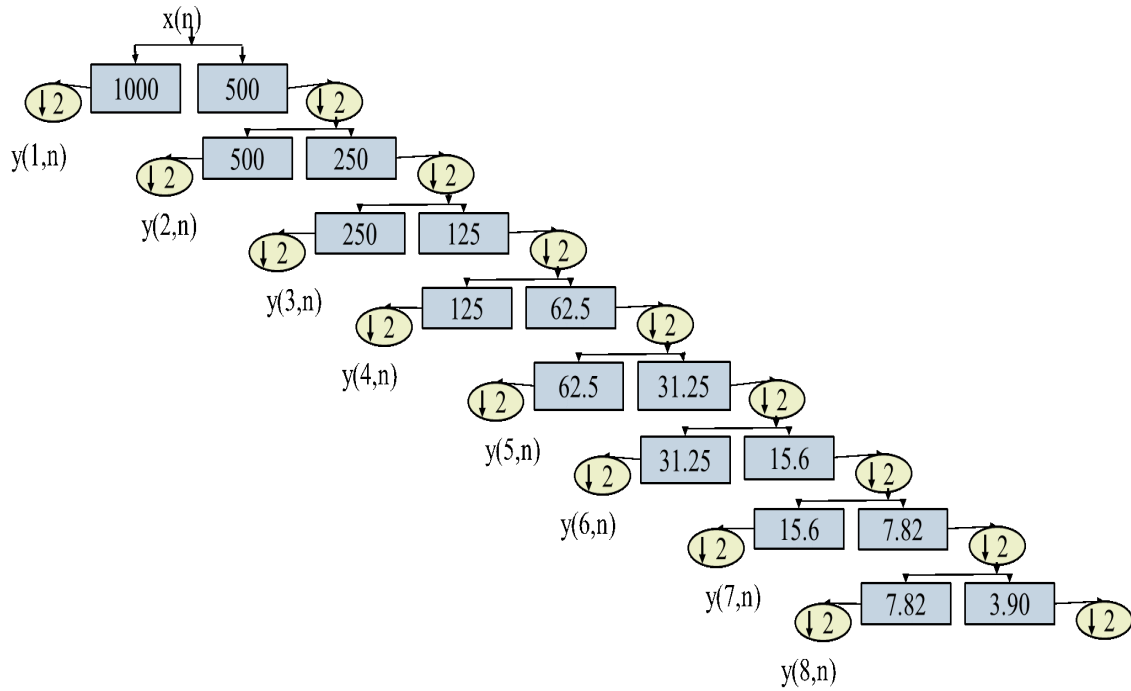 x(n)
1000 500
↓2 ↓2
y(1,n)
500 250
↓2 ↓2
y(2,n)
250 125
↓2 ↓2
y(3,n)
125 62.5
↓2 ↓2
y(4,n)
62.5 31.25
↓2 ↓2
y(5,n)
31.25 15.6
↓2 ↓2
y(6,n)
15.6 7.82
↓2 ↓2
y(7,n)
7.82 3.90
↓2 ↓2
y(8,n)